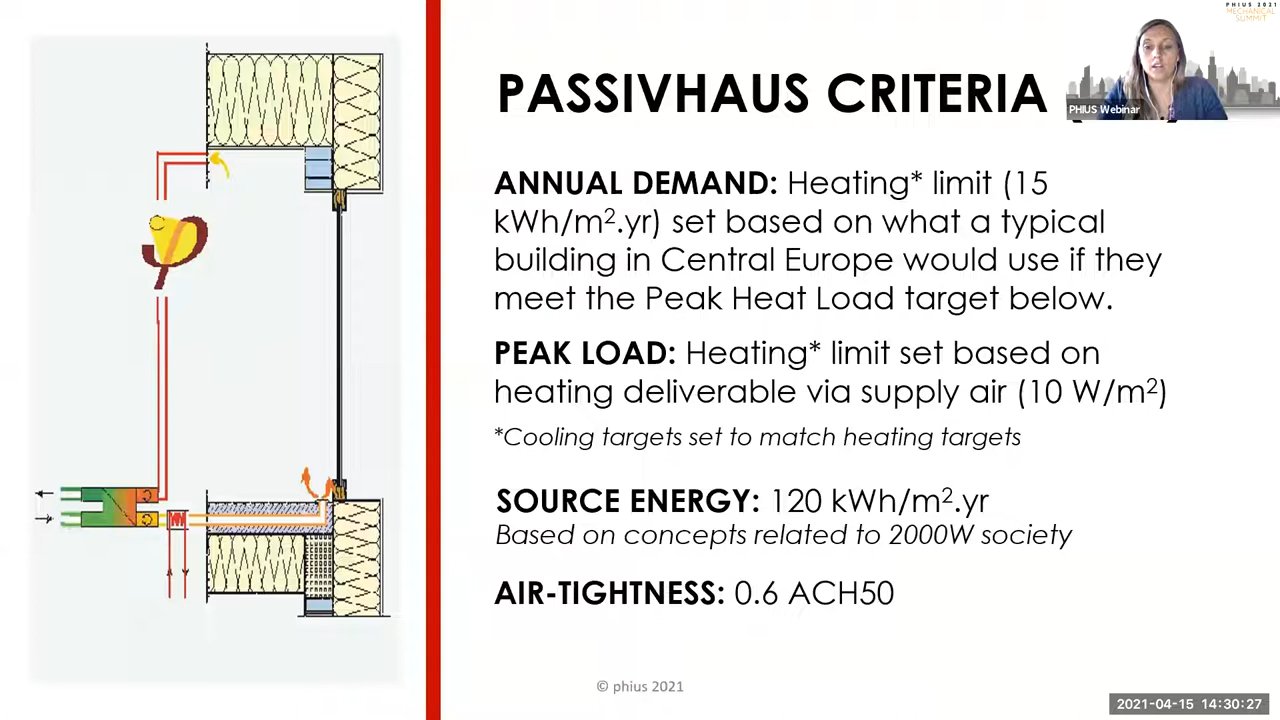 PHIUS 2021
MECHANICAL
SUMMIT
PASSIVHAUS CRITERIA
PHIUS Webinar
ANNUAL DEMAND: Heating* limit (15
kWh/m².yr) set based on what a typical
building in Central Europe would use if they
meet the Peak Heat Load target below.
PEAK LOAD: Heating* limit set based on
heating deliverable via supply air (10 W/m²)
*Cooling targets set to match heating targets
SOURCE ENERGY: 120 kWh/m².yr
Based on concepts related to 2000W society
AIR-TIGHTNESS: 0.6 ACH50
© phius 2021
2021-04-15 14:30:27